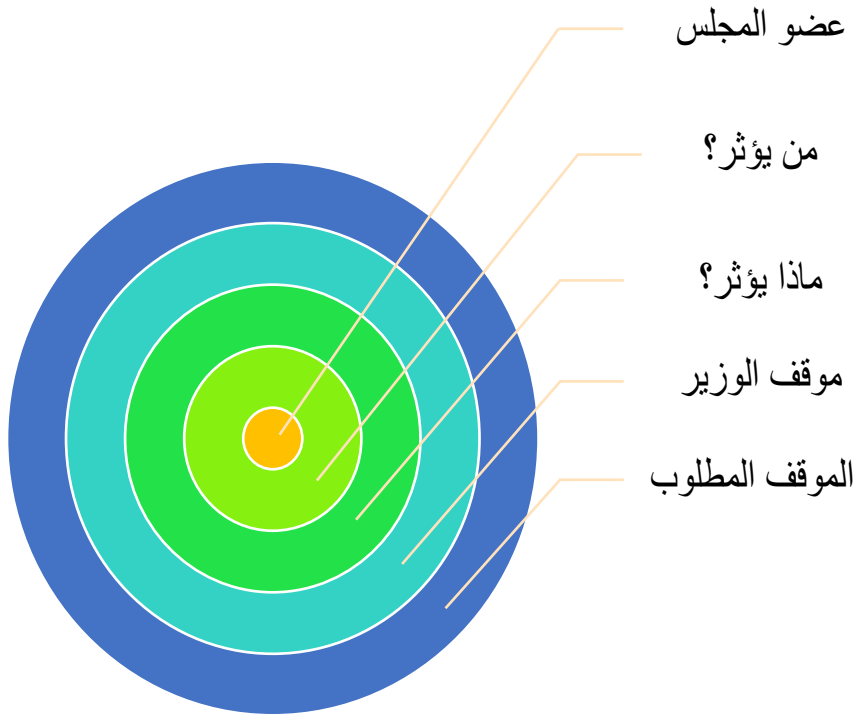 عضو المجلس
من يؤثر؟
ماذا يؤثر؟
موقف الوزير
الموقف المطلوب